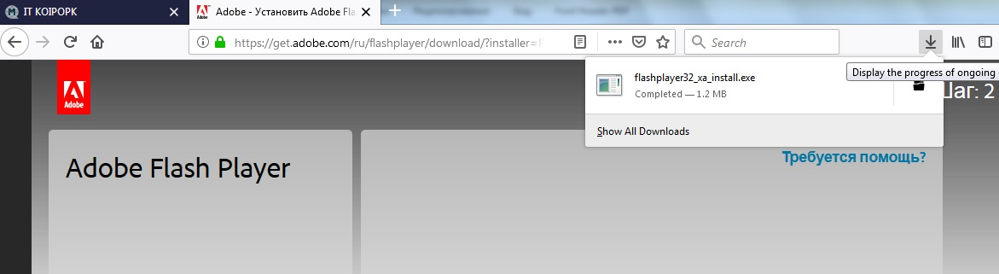 IT KOIPOPK
Adobe - Установить Adobe Fla
https://get.adobe.com/ru/flashplayer/download/?installer=
Search
flashplayer32_xa_install.exe
Completed — 1.2 MB
Display the progress of ongoing
Шаг: 2
Show All Downloads
Adobe
Adobe Flash Player
Требуется помощь?